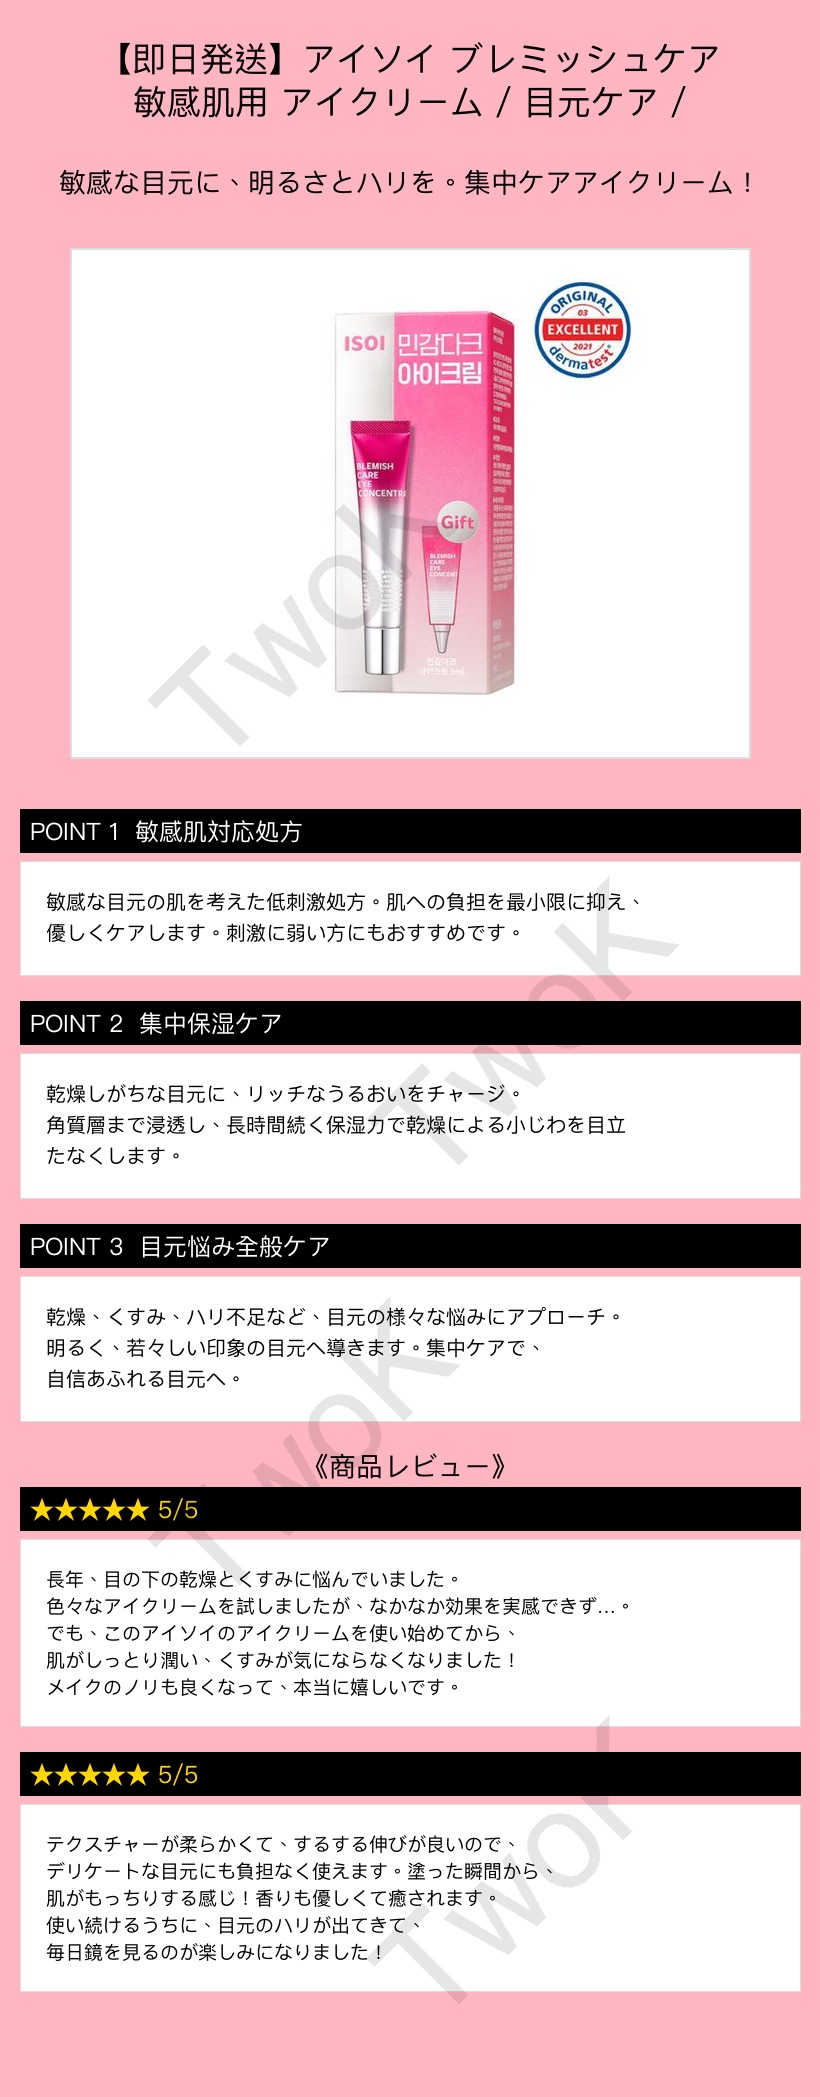 【即日発送】アイソイ ブレミッシュケア
敏感肌用 アイクリーム / 目元ケア /
敏感な目元に、明るさとハリを。集中ケアアイクリーム！
ORIGINAL
03
EXCELLENT
2021
dermatest®
ISOI 민감다크
아이크림
BLEMISH
CARE
EYE
CONCENTR
Gift
BLEMISH
CARE
EYE
CONCENT
민감다크
아이크림 3ml
TwoK
POINT 1 敏感肌対応処方
敏感な目元の肌を考えた低刺激処方。肌への負担を最小限に抑え、
優しくケアします。刺激に弱い方にもおすすめです。
TwoK
POINT 2 集中保湿ケア
乾燥しがちな目元に、リッチなうるおいをチャージ。
角質層まで浸透し、長時間続く保湿力で乾燥による小じわを目立
たなくします。
POINT 3 目元悩み全般ケア
乾燥、くすみ、ハリ不足など、目元の様々な悩みにアプローチ。
明るく、若々しい印象の目元へ導きます。集中ケアで、
自信あふれる目元へ。
TwoK
《商品レビュー》
★★★★★ 5/5
長年、目の下の乾燥とくすみに悩んでいました。
色々なアイクリームを試しましたが、なかなか効果を実感できず…。
でも、このアイソイのアイクリームを使い始めてから、
肌がしっとり潤い、くすみが気にならなくなりました！
メイクのノリも良くなって、本当に嬉しいです。
★★★★★ 5/5
テクスチャーが柔らかくて、するする伸びが良いので、
デリケートな目元にも負担なく使えます。塗った瞬間から、
肌がもっちりする感じ！香りも優しくて癒されます。
使い続けるうちに、目元のハリが出てきて、
毎日鏡を見るのが楽しみになりました！
TwoK